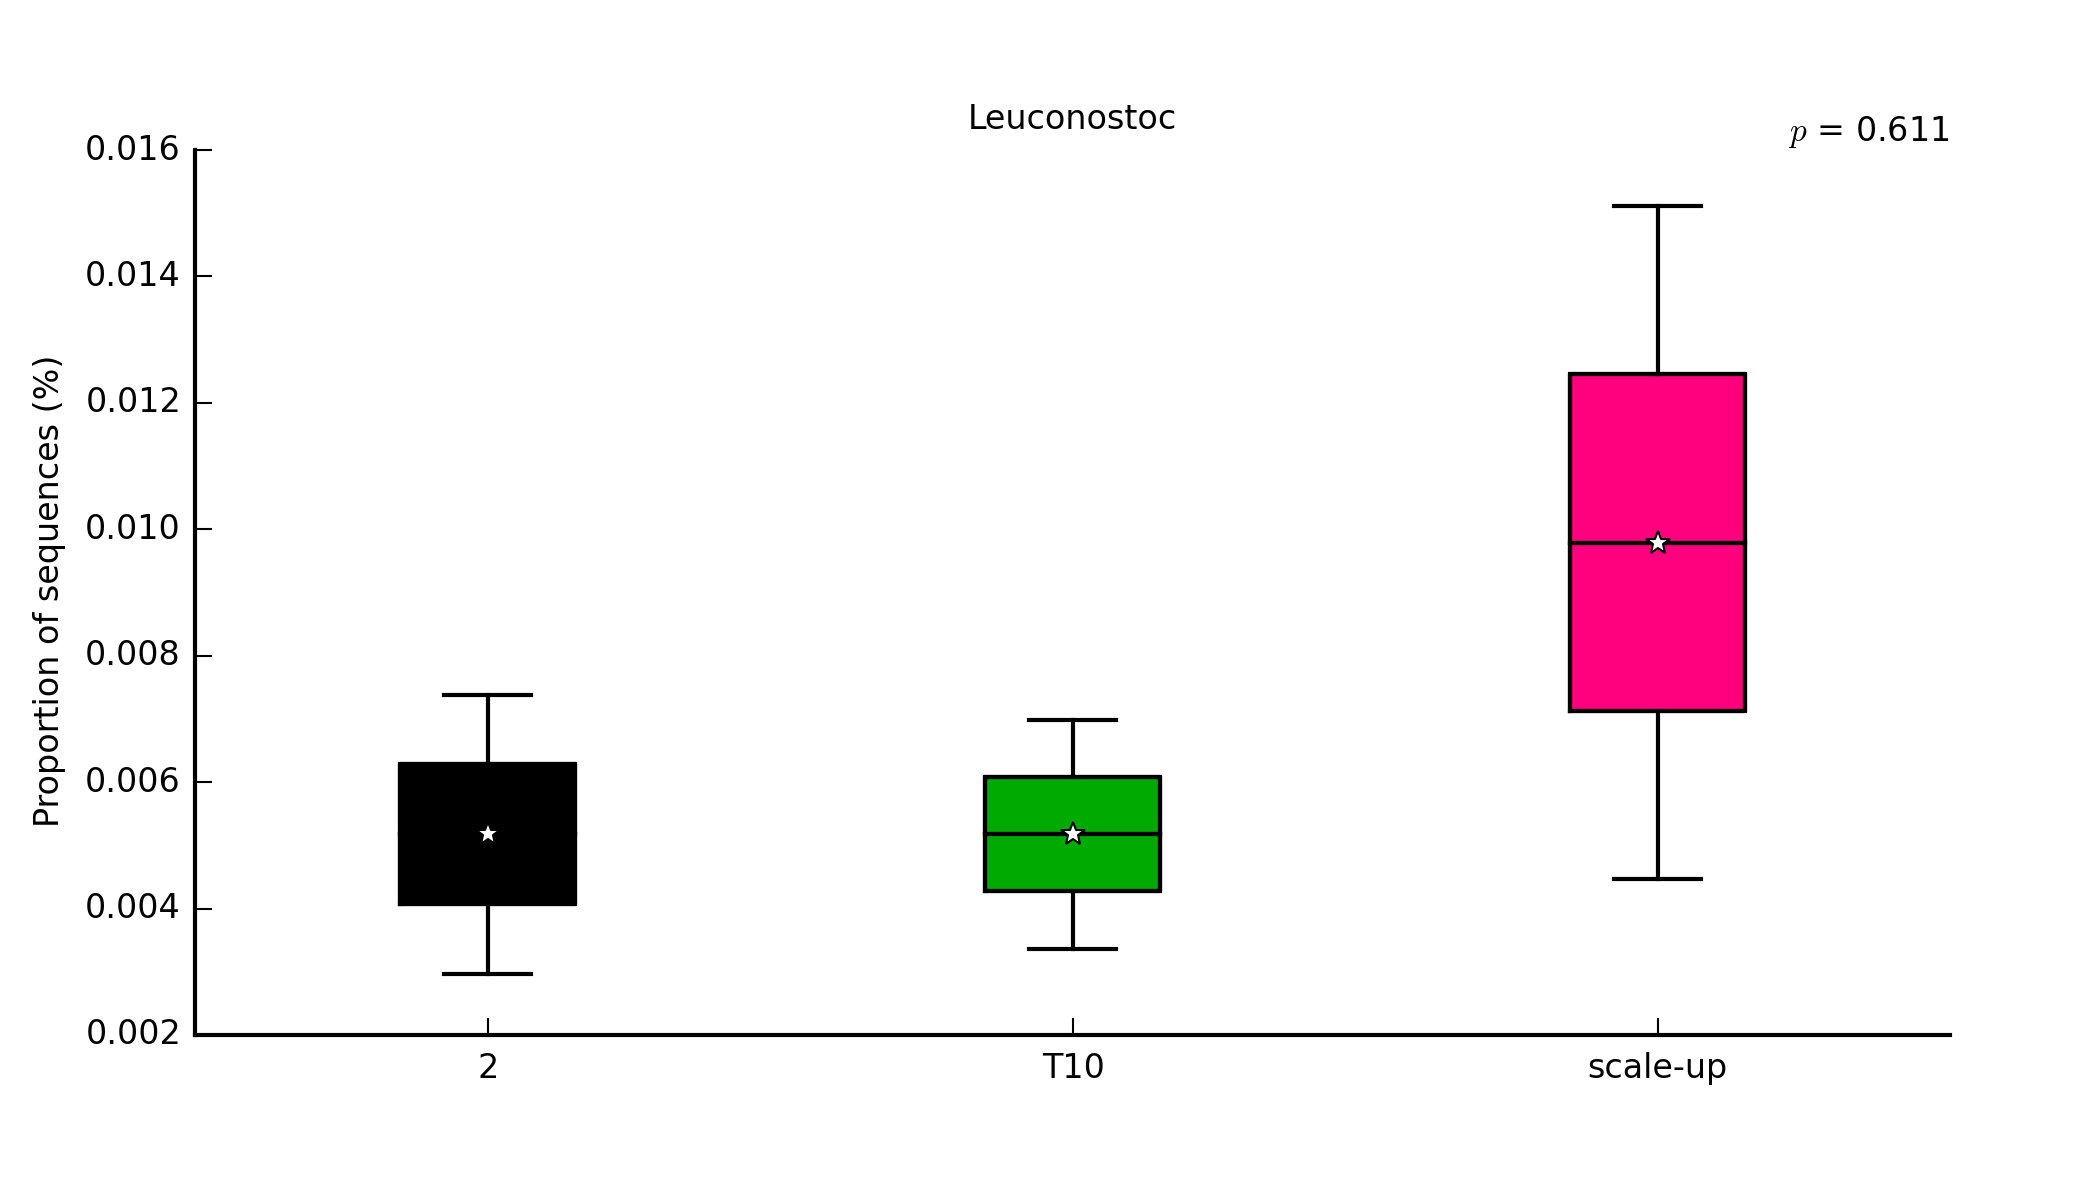 Leuconostoc
p = 0.611
0.016
0.014
0.012
0.010
0.008
0.006
0.004
0.002
Proportion of sequences (%)
2
T10
scale-up